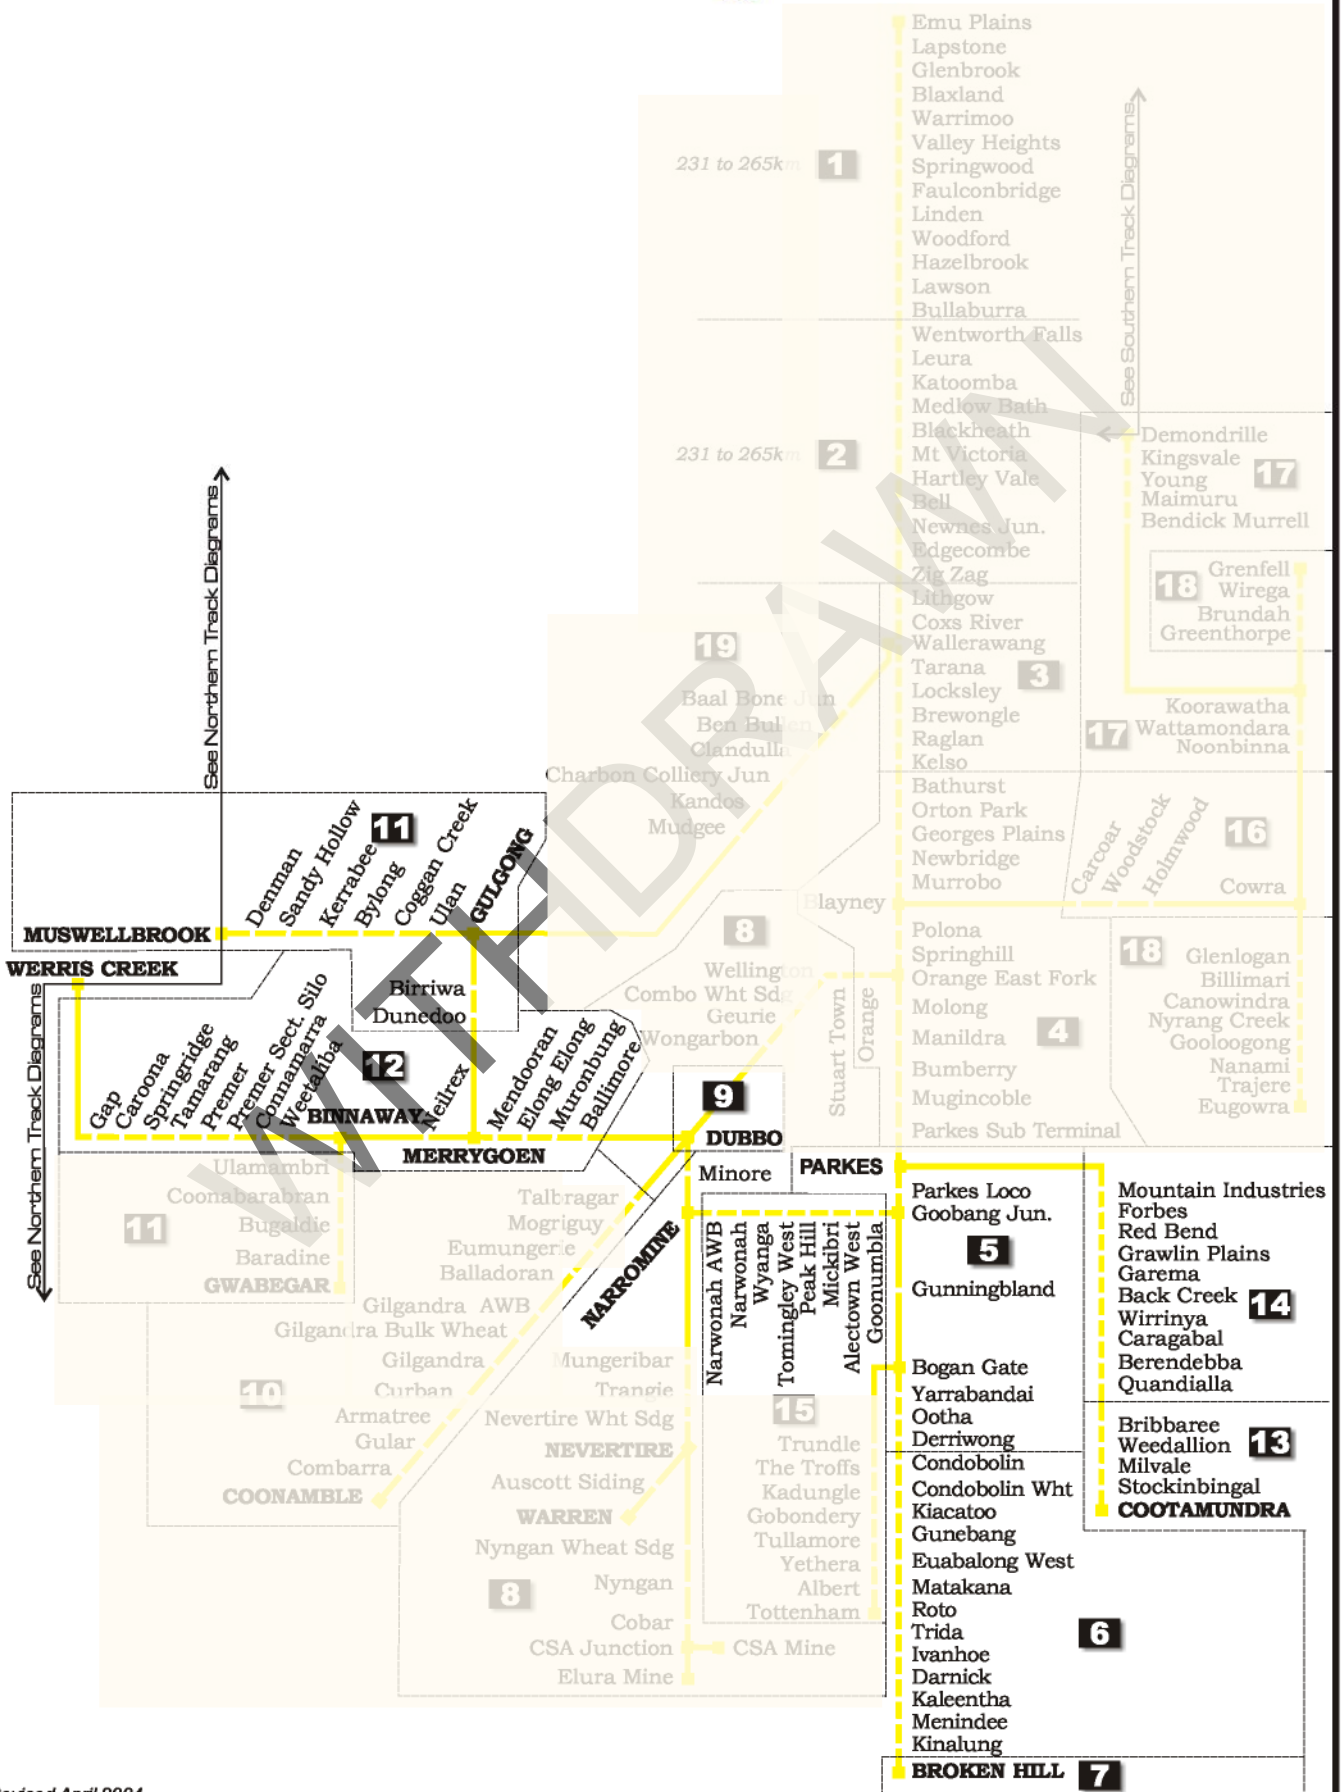 Emu Plains
Lapstone
Glenbrook
Blaxland
Warrimoo
Valley Heights
Springwood
Faulconbridge
Linden
Woodford
Hazelbrook
Lawson
Bullaburra
231 to 265km
1
See Southern Track Diagrams
Wentworth Falls
Leura
Katoomba
Medlow Bath
Blackheath
Mt Victoria
Hartley Vale
Bell
Newnes Jun.
Edgecombe
Zig Zag
231 to 265km
2
Demondrille
Kingsvale
Young
Maimuru
Bendick Murrell
17
Grenfell
Wirega
Brundah
Greenthorpe
18
Lithgow
Coxs River
Wallerawang
Tarana
Locksley
Brewongle
Raglan
Kelso
3
19
Baal Bone Jun
Ben Bullen
Clandulla
Charbon Colliery Jun
Kandos
Mudgee
17
Koorawatha
Wattamondara
Noonbinna
Bathurst
Orton Park
Georges Plains
Newbridge
Murrobo
Blayney
Carcoar
Woodstock
Holmwood
16
Cowra
See Northern Track Diagrams
Denman
Sandy Hollow
Kerrabee
Bylong
Coggan Creek
Ulan
GULGONG
11
MUSWELLBROOK
WERRIS CREEK
See Northern Track Diagrams
Birriwa
Dunedoo
Gap
Caroona
Springridge
Tamarang
Premer
Premer Sect. Silo
Connamarra
Weetaliba
12
BINNAWAY
Neilrex
MERRYGOEN
Mendooran
Elong Elong
Muronbung
Ballimore
8
Wellington
Combo Wht Sdg
Geurie
Wongarbon
Stuart Town
Orange
Polona
Springhill
Orange East Fork
Molong
Manildra
Bumberry
Mugincoble
Parkes Sub Terminal
4
18
Glenlogan
Billimari
Canowindra
Nyrang Creek
Gooloogong
Nanami
Trajere
Eugowra
9
DUBBO
Minore
PARKES
Ulamambri
Coonabarabran
Bugaldie
Baradine
GWABEGAR
11
Talbragar
Mogriguy
Eumungerie
Balladoran
Gilgandra AWB
Gilgandra Bulk Wheat
Gilgandra
Curban
Armatree
Gular
Combarra
COONAMBLE
10
NARROMINE
Narwonah AWB
Narwonah
Wyanga
Tomingley West
Peak Hill
Mickibri
Alectown West
Goonumbla
Parkes Loco
Goobang Jun.
5
Gunningbland
Bogan Gate
Yarrabandai
Ootha
Derriwong
Mountain Industries
Forbes
Red Bend
Grawlin Plains
Garema
Back Creek
Wirrinya
Caragabal
Berendebba
Quandialla
14
Bribbaree
Weedallion
Milvale
Stockinbingal
COOTAMUNDRA
13
Mungeribar
Trangie
Nevertire Wht Sdg
NEVERTIRE
Auscott Siding
WARREN
Nyngan Wheat Sdg
Nyngan
Cobar
CSA Junction
CSA Mine
Elura Mine
8
15
Trundle
The Troffs
Kadungle
Gobondery
Tullamore
Yethera
Albert
Tottenham
Condobolin
Condobolin Wht
Kiacatoo
Gunebang
Euabalong West
Matakana
Roto
Trida
Ivanhoe
Darnick
Kaleentha
Menindee
Kinalung
6
BROKEN HILL
7
WITHDRAWN